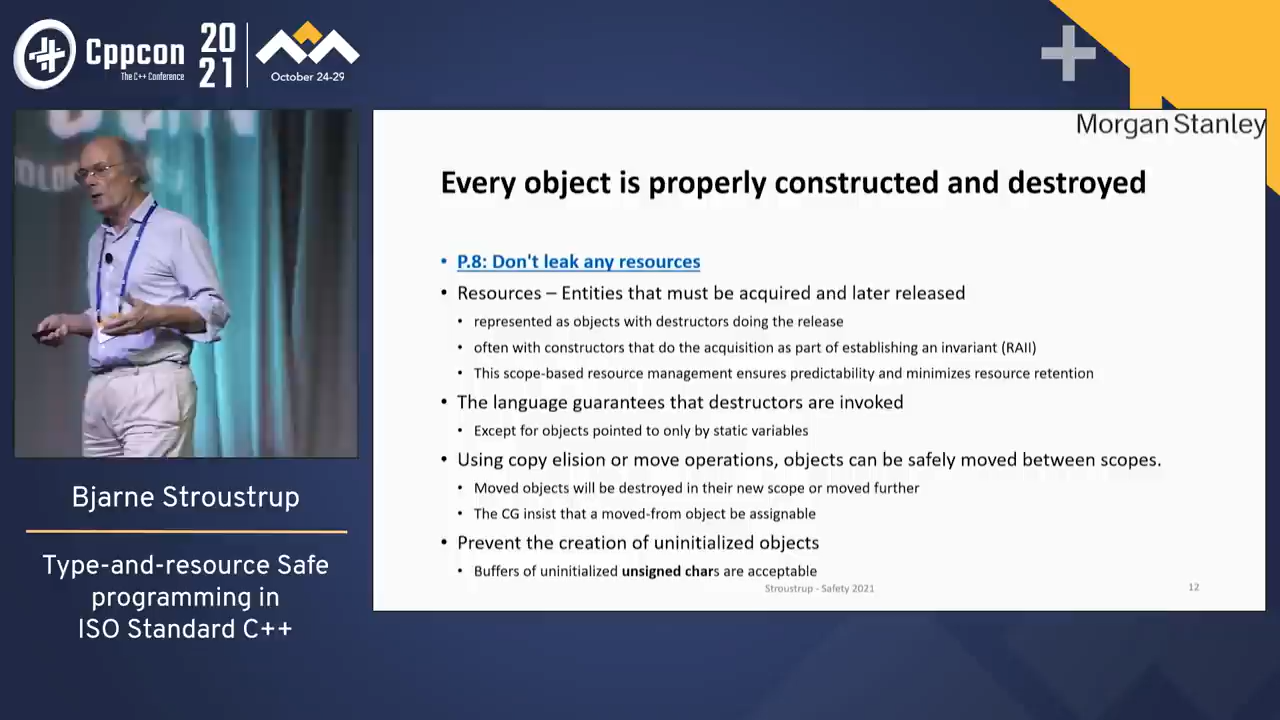 Cppcon
The C++ Conference
20
21
October 24-29
Morgan Stanley
Every object is properly constructed and destroyed
• P.8: Don't leak any resources
• Resources – Entities that must be acquired and later released
• represented as objects with destructors doing the release
• often with constructors that do the acquisition as part of establishing an invariant (RAII)
• This scope-based resource management ensures predictability and minimizes resource retention
• The language guarantees that destructors are invoked
• Except for objects pointed to only by static variables
• Using copy elision or move operations, objects can be safely moved between scopes.
• Moved objects will be destroyed in their new scope or moved further
• The CG insist that a moved-from object be assignable
• Prevent the creation of uninitialized objects
• Buffers of uninitialized unsigned chars are acceptable
Stroustrup - Safety 2021
12
Bjarne Stroustrup
Type-and-resource Safe
programming in
ISO Standard C++